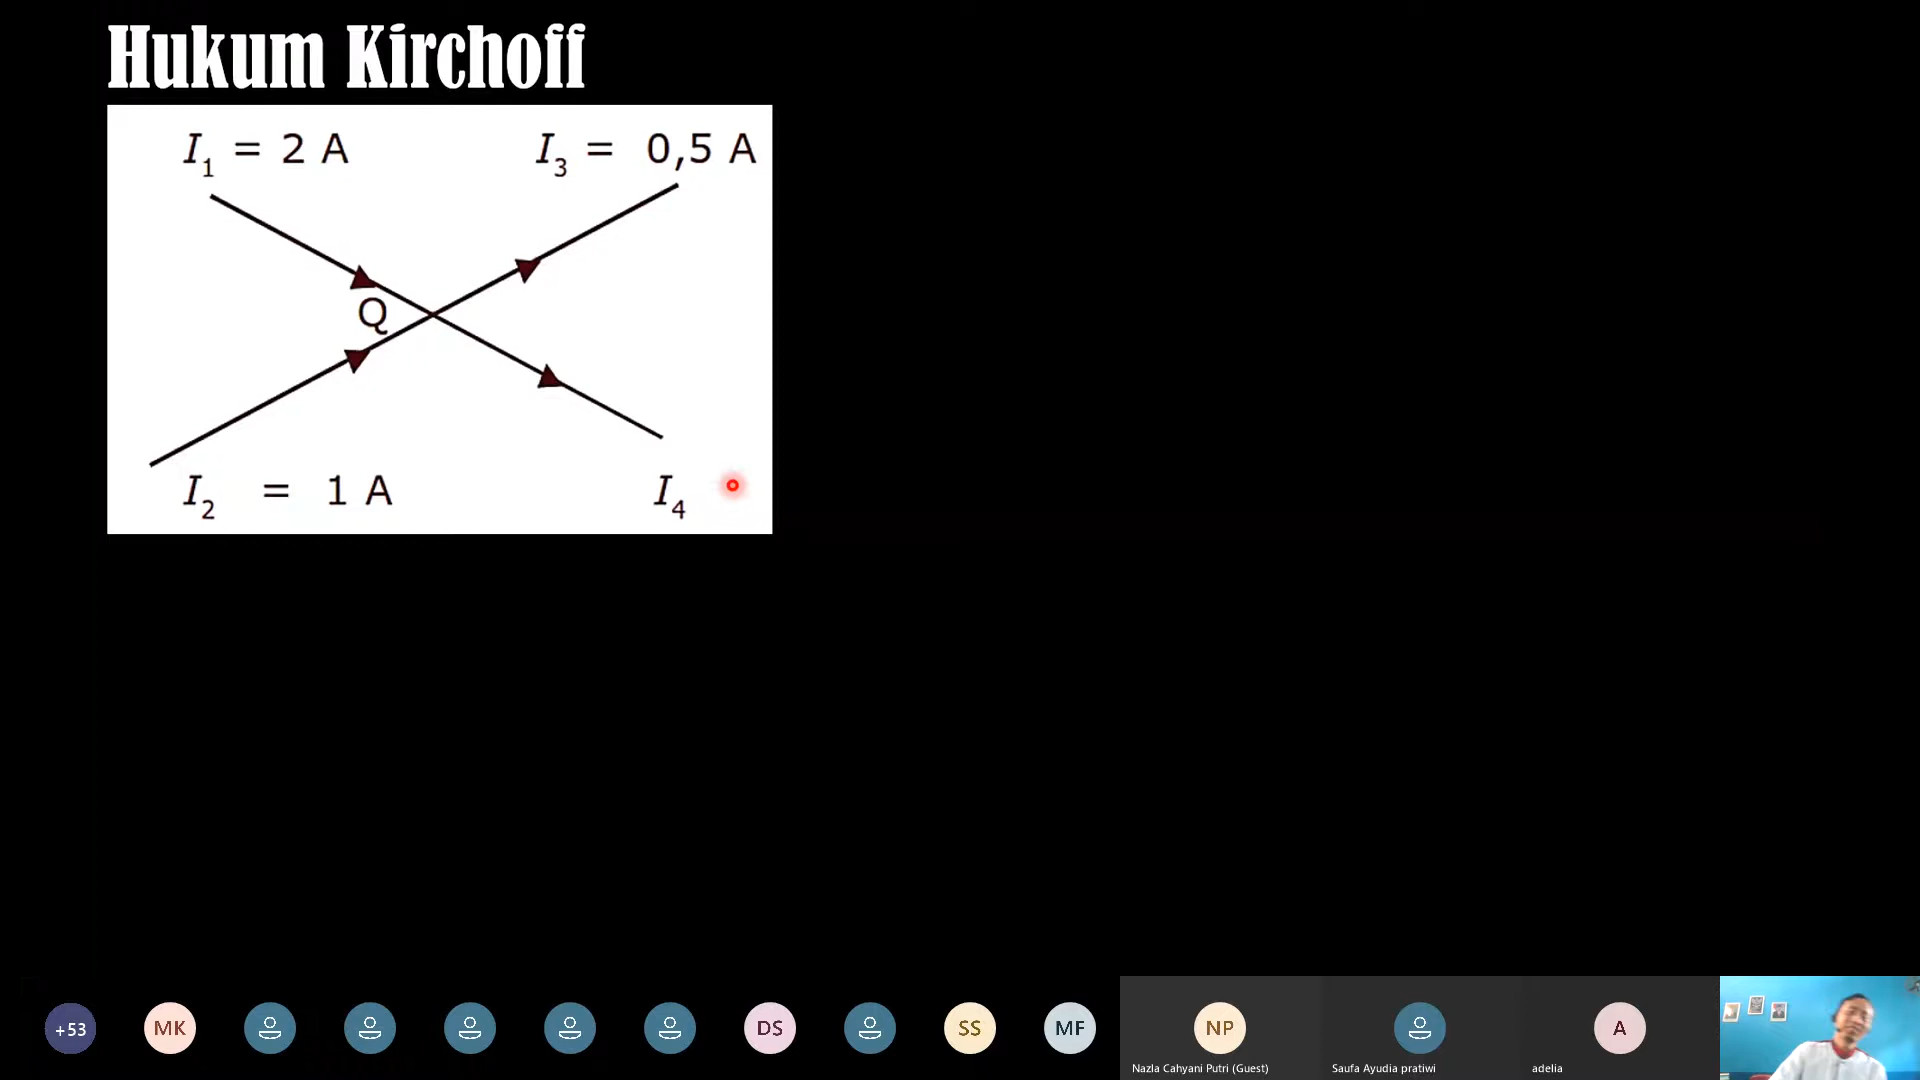 Hukum Kirchoff
I1 = 2 A
I3 = 0,5 A
Q
I2 = 1 A
I4
+53
MK
DS
SS
MF
NP
A
Nazla Cahyani Putri (Guest)
Saufa Ayudia pratiwi
adelia